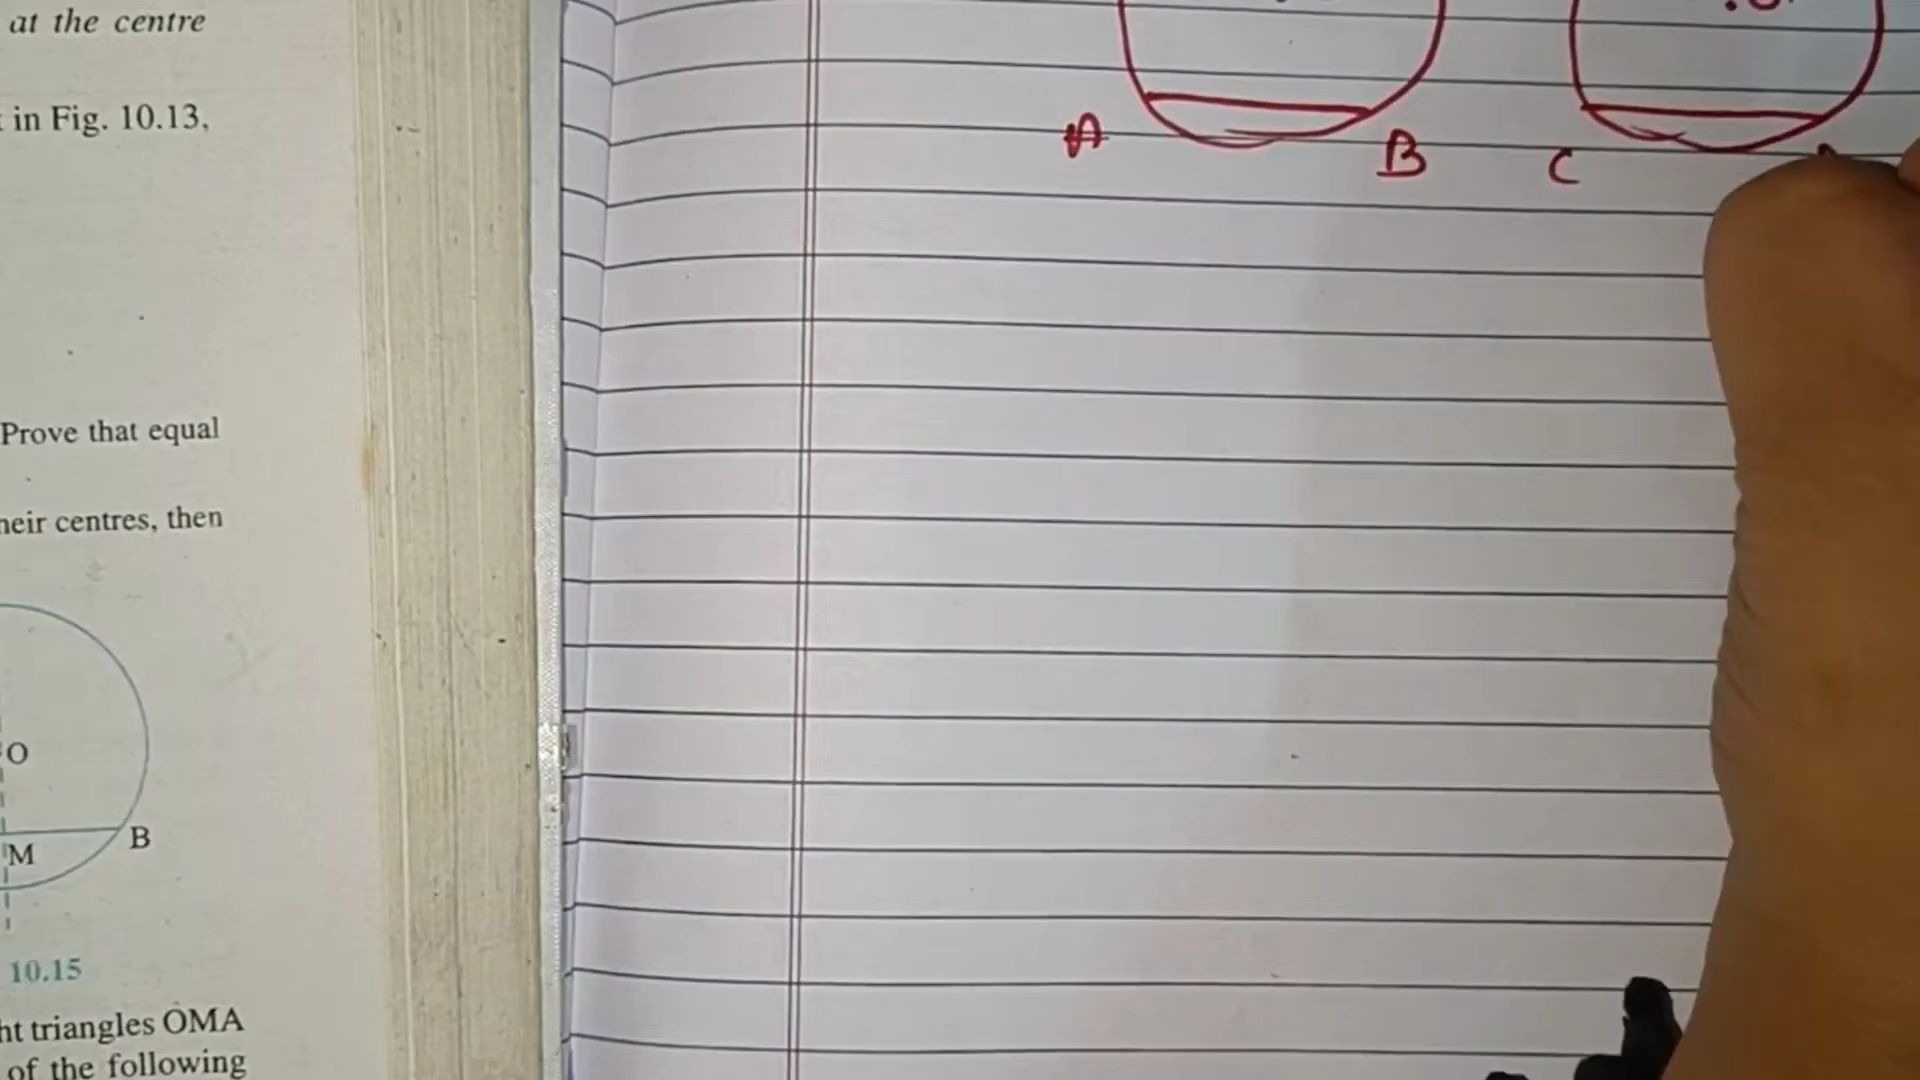 at the centre
in Fig. 10.13,
Prove that equal
heir centres, then
O
B
M
10.15
ht triangles OMA
of the following
A
B
C